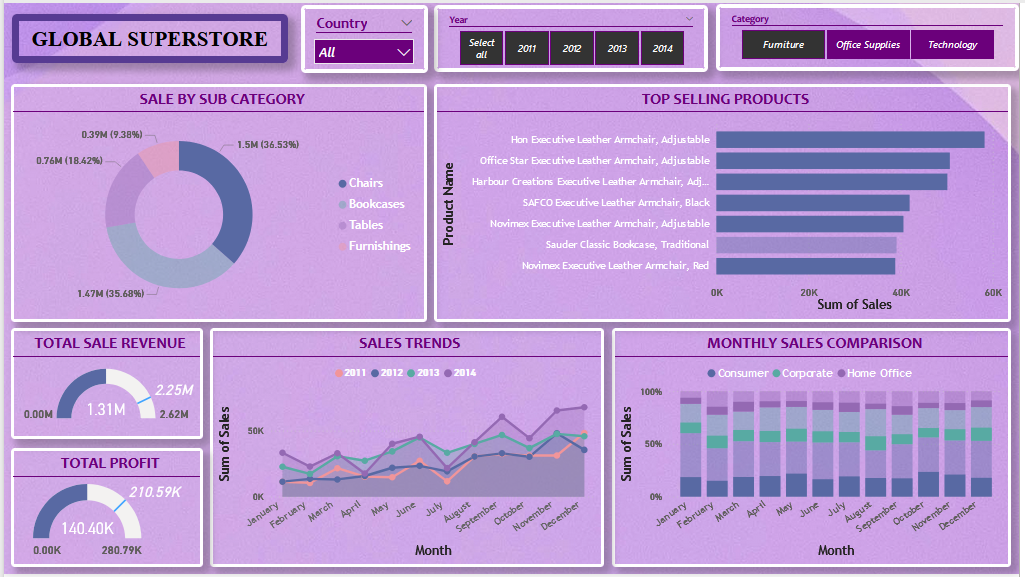 GLOBAL SUPERSTORE
Country
All
Year
Select all
2011
2012
2013
2014
Category
Furniture
Office Supplies
Technology
SALE BY SUB CATEGORY
0.39M (9.38%)
1.5M (36.53%)
0.76M (18.42%)
1.47M (35.68%)
Chairs
Bookcases
Tables
Furnishings
TOP SELLING PRODUCTS
Product Name
Hon Executive Leather Armchair, Adjustable
Office Star Executive Leather Armchair, Adjustable
Harbour Creations Executive Leather Armchair, Adj...
SAFCO Executive Leather Armchair, Black
Novimex Executive Leather Armchair, Adjustable
Sauder Classic Bookcase, Traditional
Novimex Executive Leather Armchair, Red
0K 20K 40K 60K
Sum of Sales
TOTAL SALE REVENUE
2.25M
1.31M
0.00M 2.62M
TOTAL PROFIT
210.59K
140.40K
0.00K 280.79K
SALES TRENDS
2011 2012 2013 2014
Sum of Sales
50K
0K
January February March April May June July August September October November December
Month
MONTHLY SALES COMPARISON
Consumer Corporate Home Office
Sum of Sales
100%
50%
0%
January February March April May June July August September October November December
Month